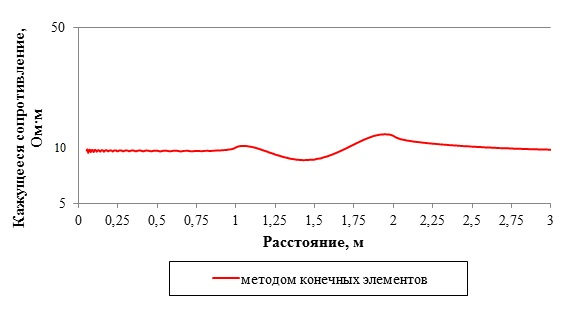 Кажущееся сопротивление,
Ом·м
50
10
5
0 0,25 0,5 0,75 1 1,25 1,5 1,75 2 2,25 2,5 2,75 3
Расстояние, м
методом конечных элементов